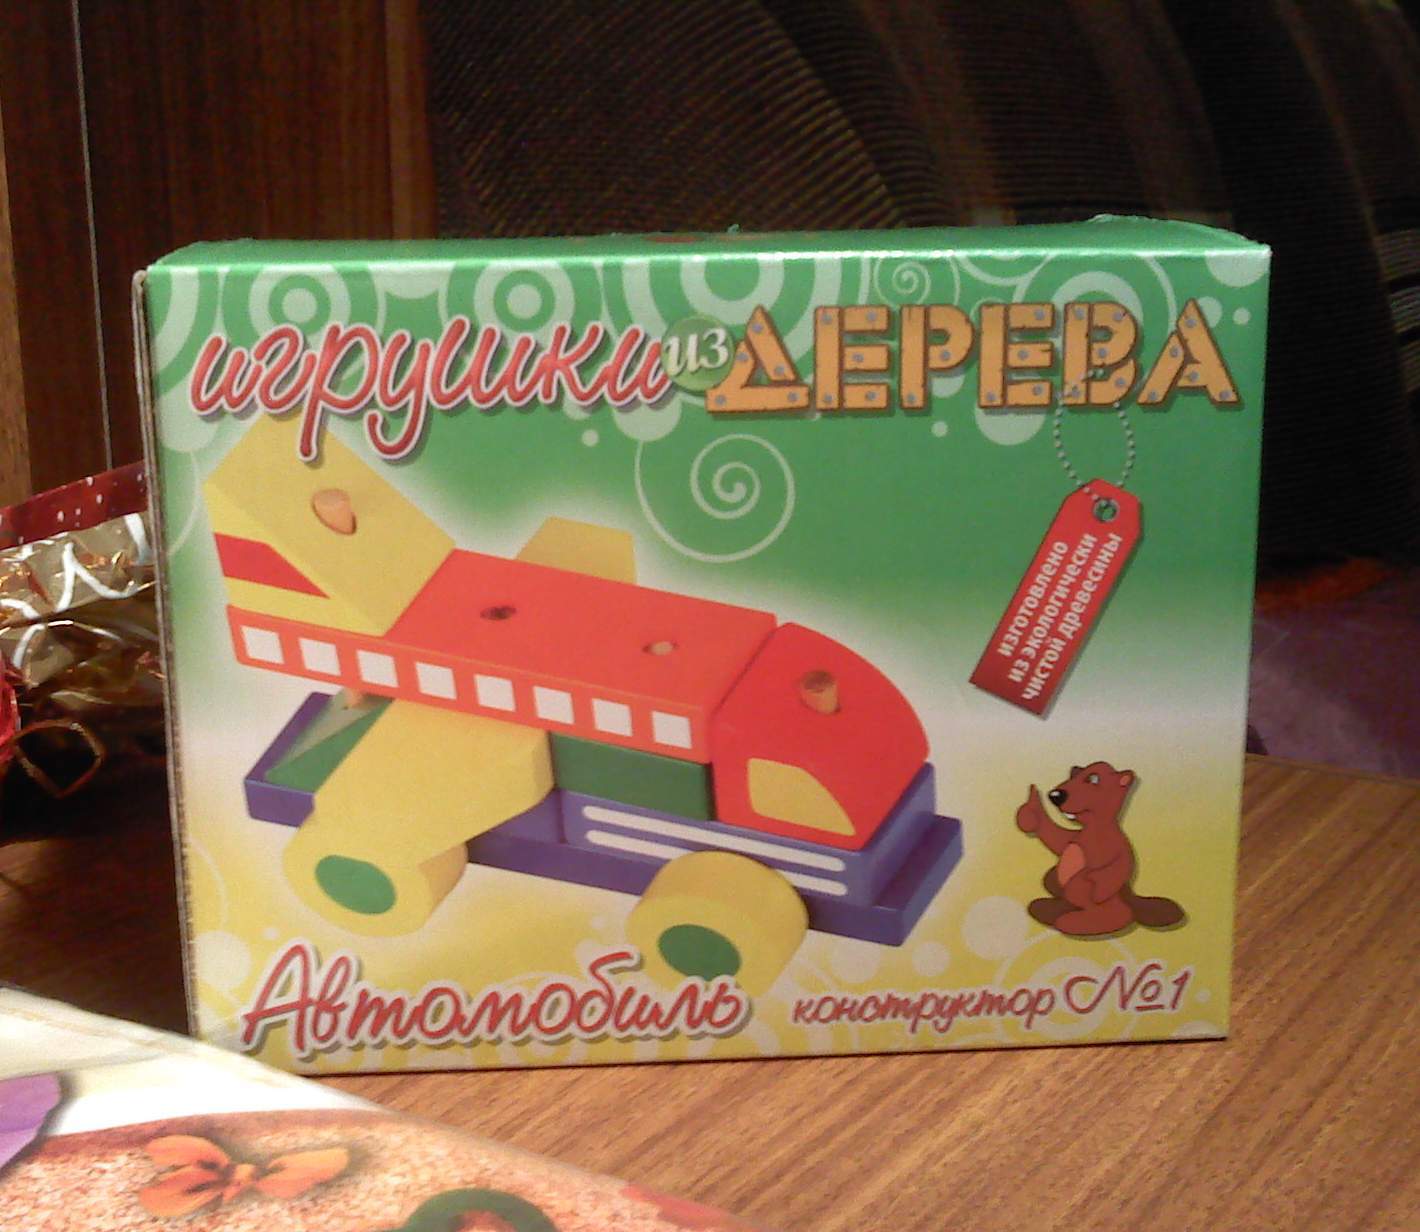 игрушки из ДЕРЕВА
изготовлено
из экологически
чистой древесины
Автомобиль конструктор №1